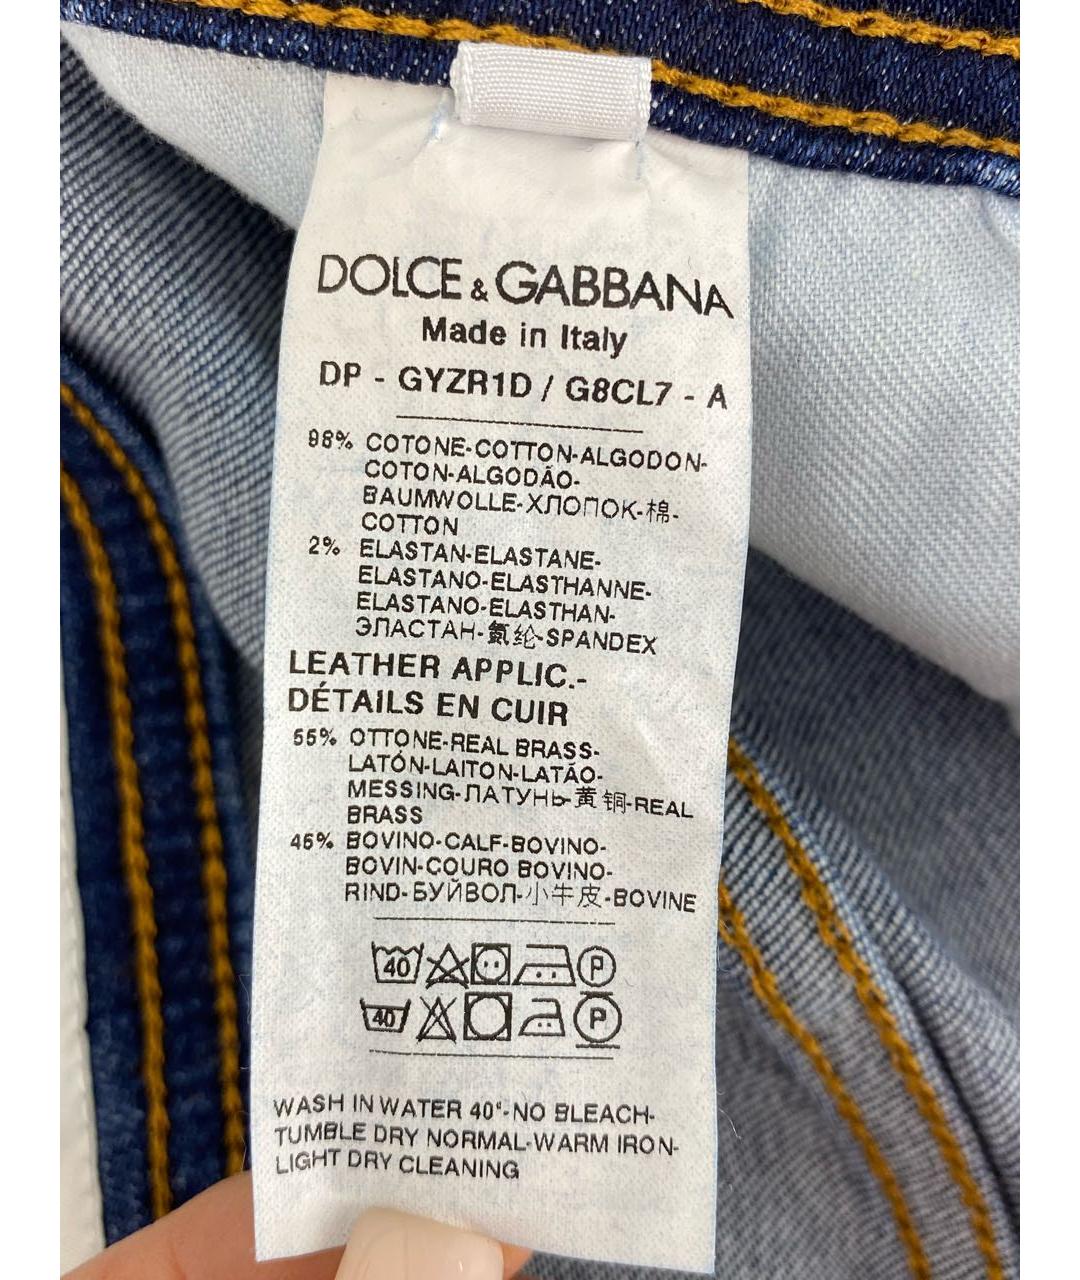 DOLCE & GABBANA
Made in Italy
DP - GYZR1D / G8CL7 - A
98% COTONE-COTTON-ALGODON-
COTON-ALGODÃO-
BAUMWOLLE-ХЛОПОК-棉-
COTTON
2% ELASTAN-ELASTANE-
ELASTANO-ELASTHANNE-
ELASTANO-ELASTHAN-
ЭЛАСТАН-氨纶-SPANDEX
LEATHER APPLIC.-
DÉTAILS EN CUIR
55% OTTONE-REAL BRASS-
LATÓN-LAITON-LATÃO-
MESSING-ЛАТУНЬ-黄铜-REAL
BRASS
45% BOVINO-CALF-BOVINO-
BOVIN-COURO BOVINO-
RIND-БУЙВОЛ-小牛皮-BOVINE
40 P
40 P
WASH IN WATER 40°-NO BLEACH-
TUMBLE DRY NORMAL-WARM IRON-
LIGHT DRY CLEANING